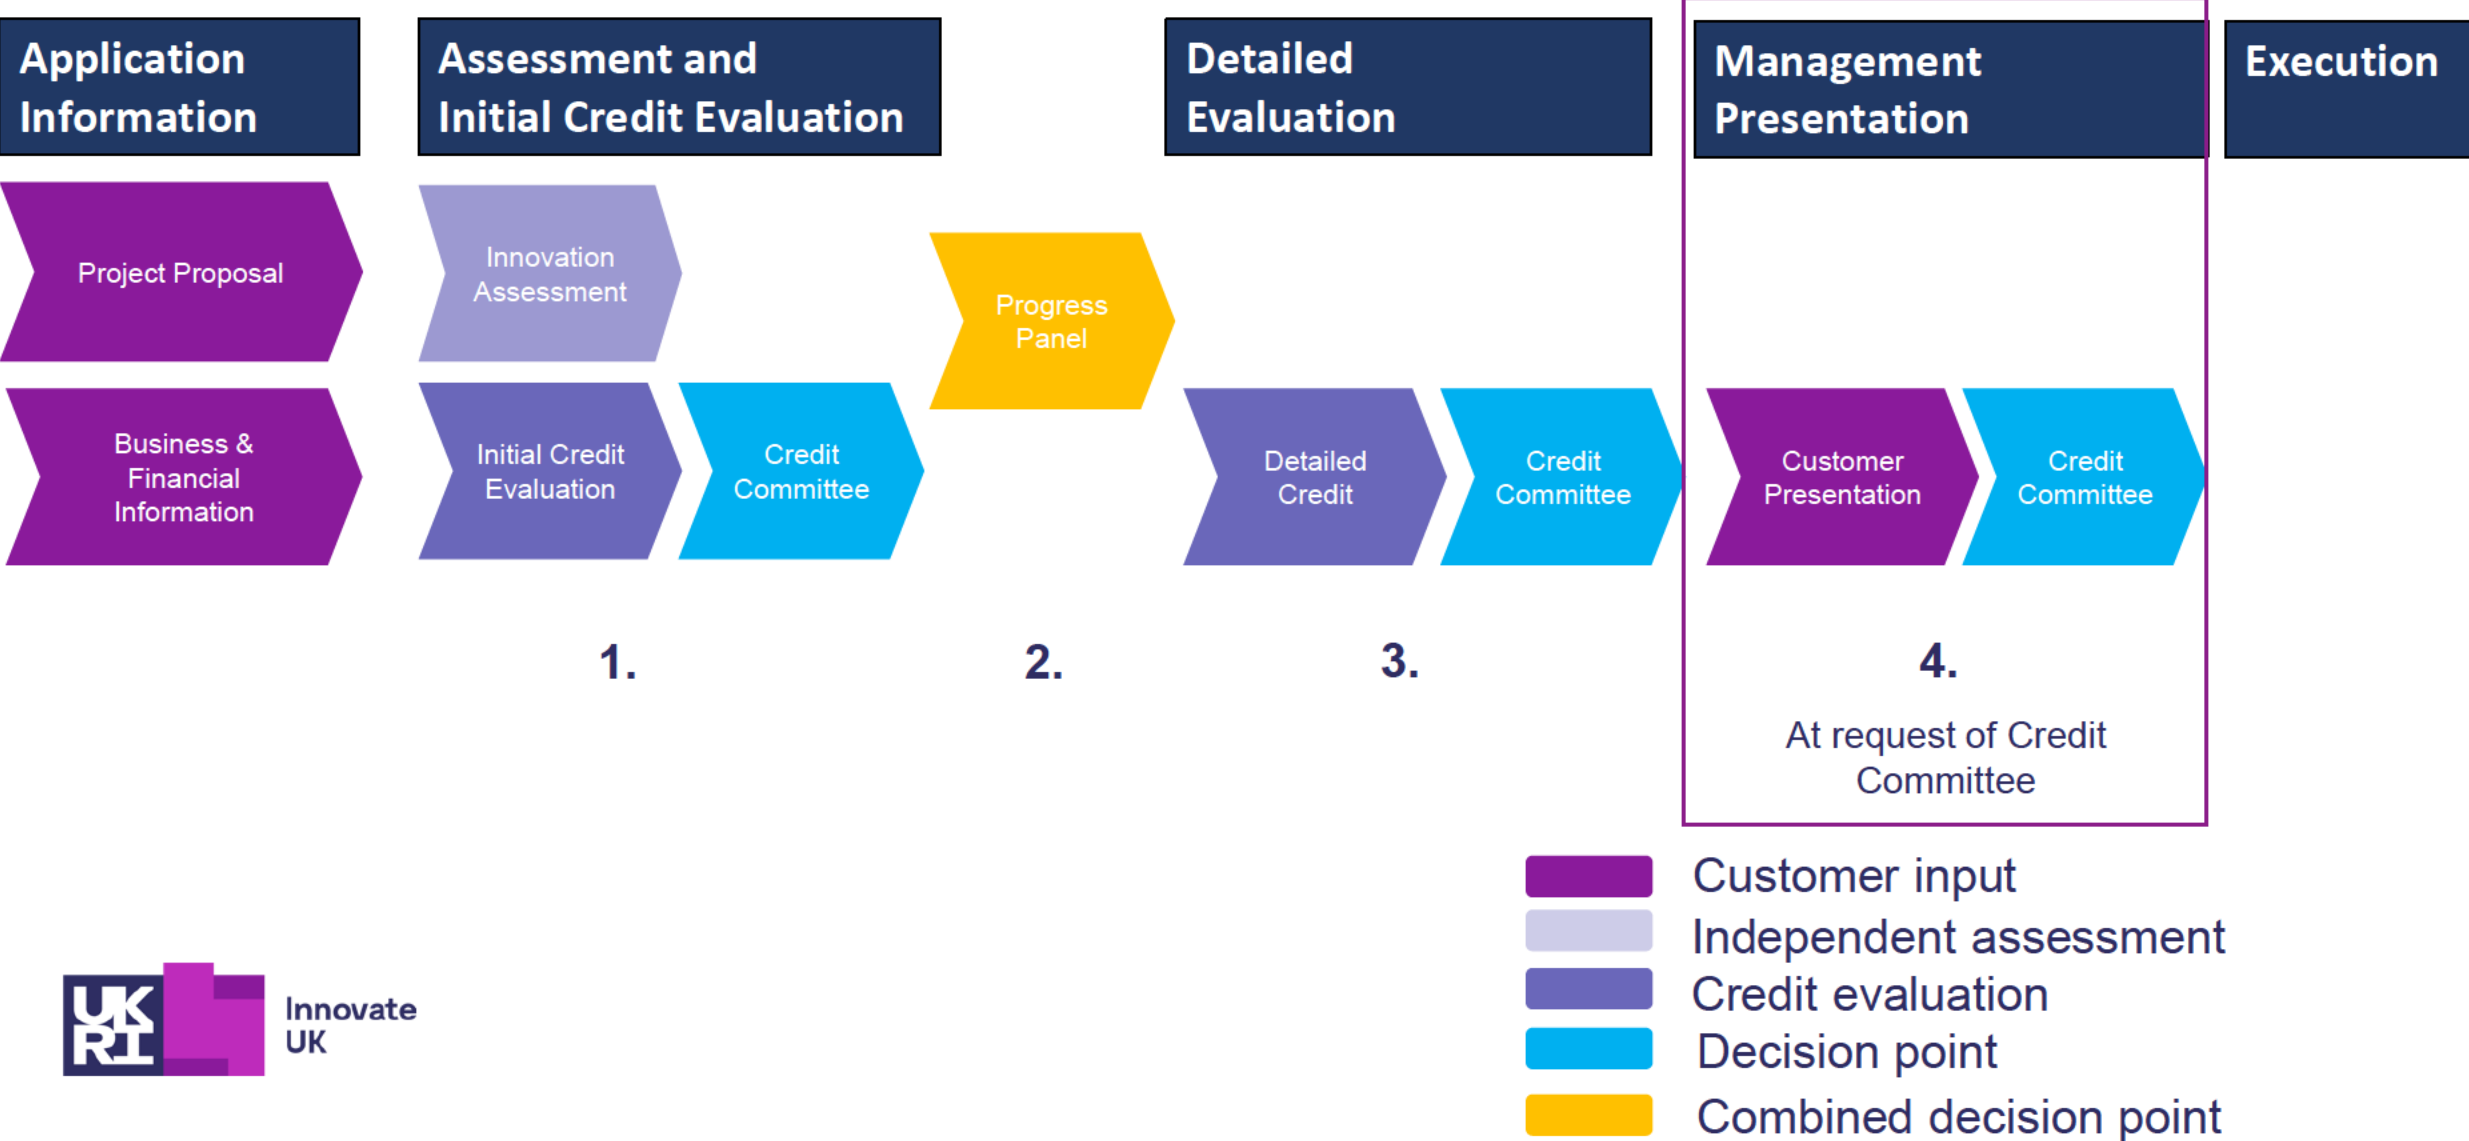 Application
Information
Assessment and
Initial Credit Evaluation
Detailed
Evaluation
Management
Presentation
Execution
Project Proposal
Innovation
Assessment
Progress
Panel
Business &
Financial
Information
Initial Credit
Evaluation
Credit
Committee
Detailed
Credit
Credit
Committee
Customer
Presentation
Credit
Committee
1.
2.
3.
4.
At request of Credit
Committee
Customer input
Independent assessment
Credit evaluation
Decision point
Combined decision point
UK
RI
Innovate
UK